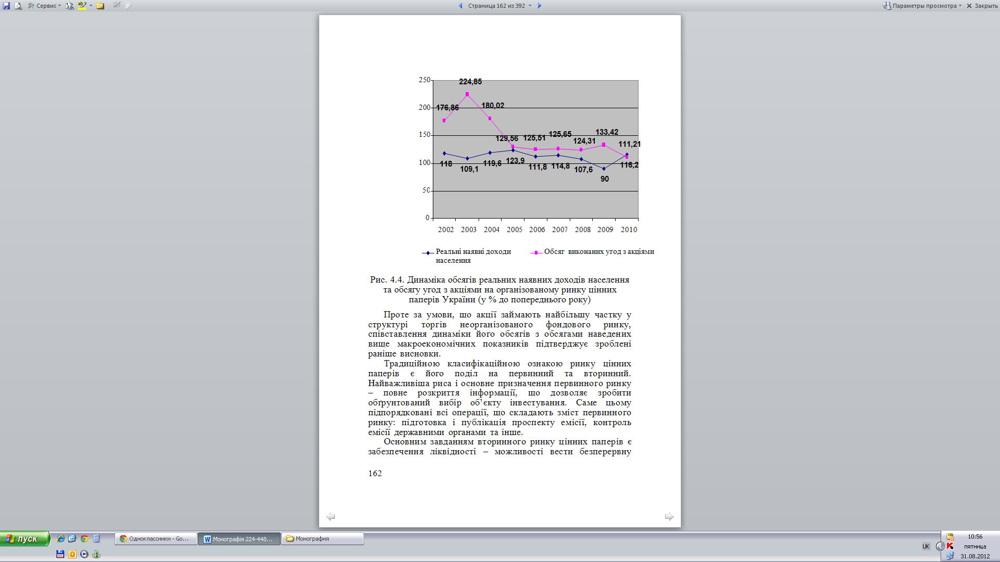 Сервис
Страница 162 из 392
Параметры просмотра
Закрыть
250
200
150
100
50
0
224,85
176,86
180,02
129,56
125,51
125,65
124,31
133,42
111,21
118
109,1
119,6
123,9
111,8
114,8
107,6
90
116,2
2002 2003 2004 2005 2006 2007 2008 2009 2010
Реальні наявні доходи
населення
Обсяг виконаних угод з акціями
Рис. 4.4. Динаміка обсягів реальних наявних доходів населення
та обсягу угод з акціями на організованому ринку цінних
паперів України (у % до попереднього року)
Проте за умови, що акції займають найбільшу частку у
структурі торгів неорганізованого фондового ринку,
співставлення динаміки його обсягів з обсягами наведених
вище макроекономічних показників підтверджує зроблені
раніше висновки.
Традиційною класифікаційною ознакою ринку цінних
паперів є його поділ на первинний та вторинний.
Найважливіша риса і основне призначення первинного ринку
– повне розкриття інформації, що дозволяє зробити
обґрунтований вибір об’єкту інвестування. Саме цьому
підпорядковані всі операції, що складають зміст первинного
ринку: підготовка і публікація проспекту емісії, контроль
емісії державними органами та інше.
Основним завданням вторинного ринку цінних паперів є
забезпечення ліквідності – можливості вести безперервну
162
пуск
Одноклассники - Go...
Монографія 224-448...
Монография
UK
10:56
пятница
31.08.2012